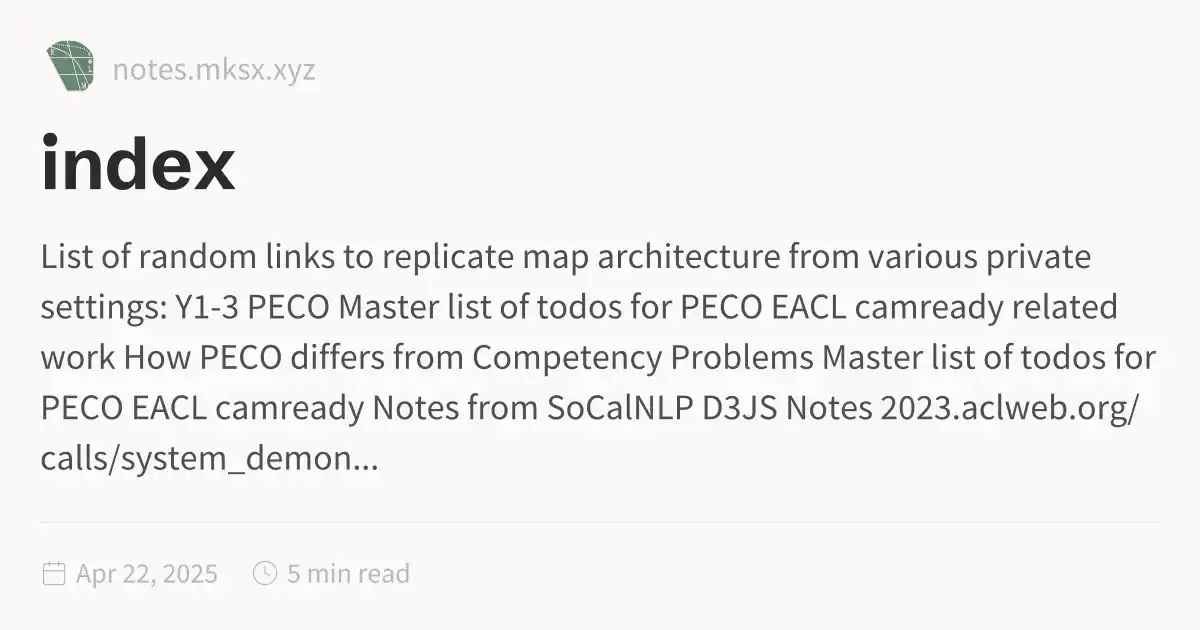 notes.mksx.xyz
index
List of random links to replicate map architecture from various private
settings: Y1-3 PECO Master list of todos for PECO EACL camready related
work How PECO differs from Competency Problems Master list of todos for
PECO EACL camready Notes from SoCalNLP D3JS Notes 2023.aclweb.org/
calls/system_demon...
Apr 22, 2025 5 min read